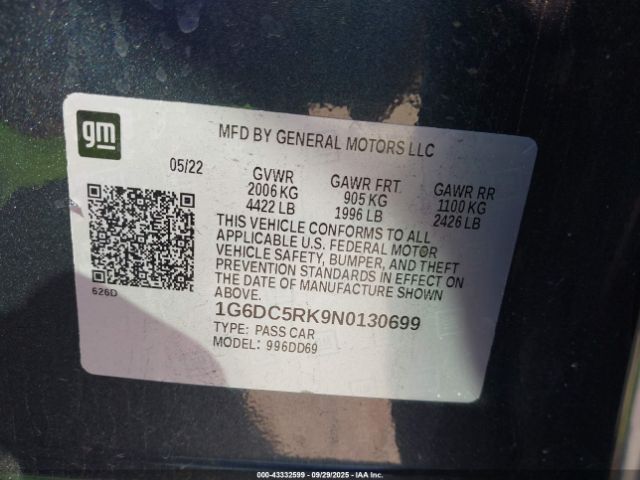 gm
MFD BY GENERAL MOTORS LLC
05/22
GVWR
2006 KG
4422 LB
GAWR FRT.
905 KG
1996 LB
GAWR RR
1100 KG
2426 LB
THIS VEHICLE CONFORMS TO ALL
APPLICABLE U.S. FEDERAL MOTOR
VEHICLE SAFETY, BUMPER, AND THEFT
PREVENTION STANDARDS IN EFFECT ON
THE DATE OF MANUFACTURE SHOWN
ABOVE.
626D
1G6DC5RK9N0130699
TYPE: PASS CAR
MODEL: 996DD69
000-43332599 - 09/29/2025 - IAA Inc.